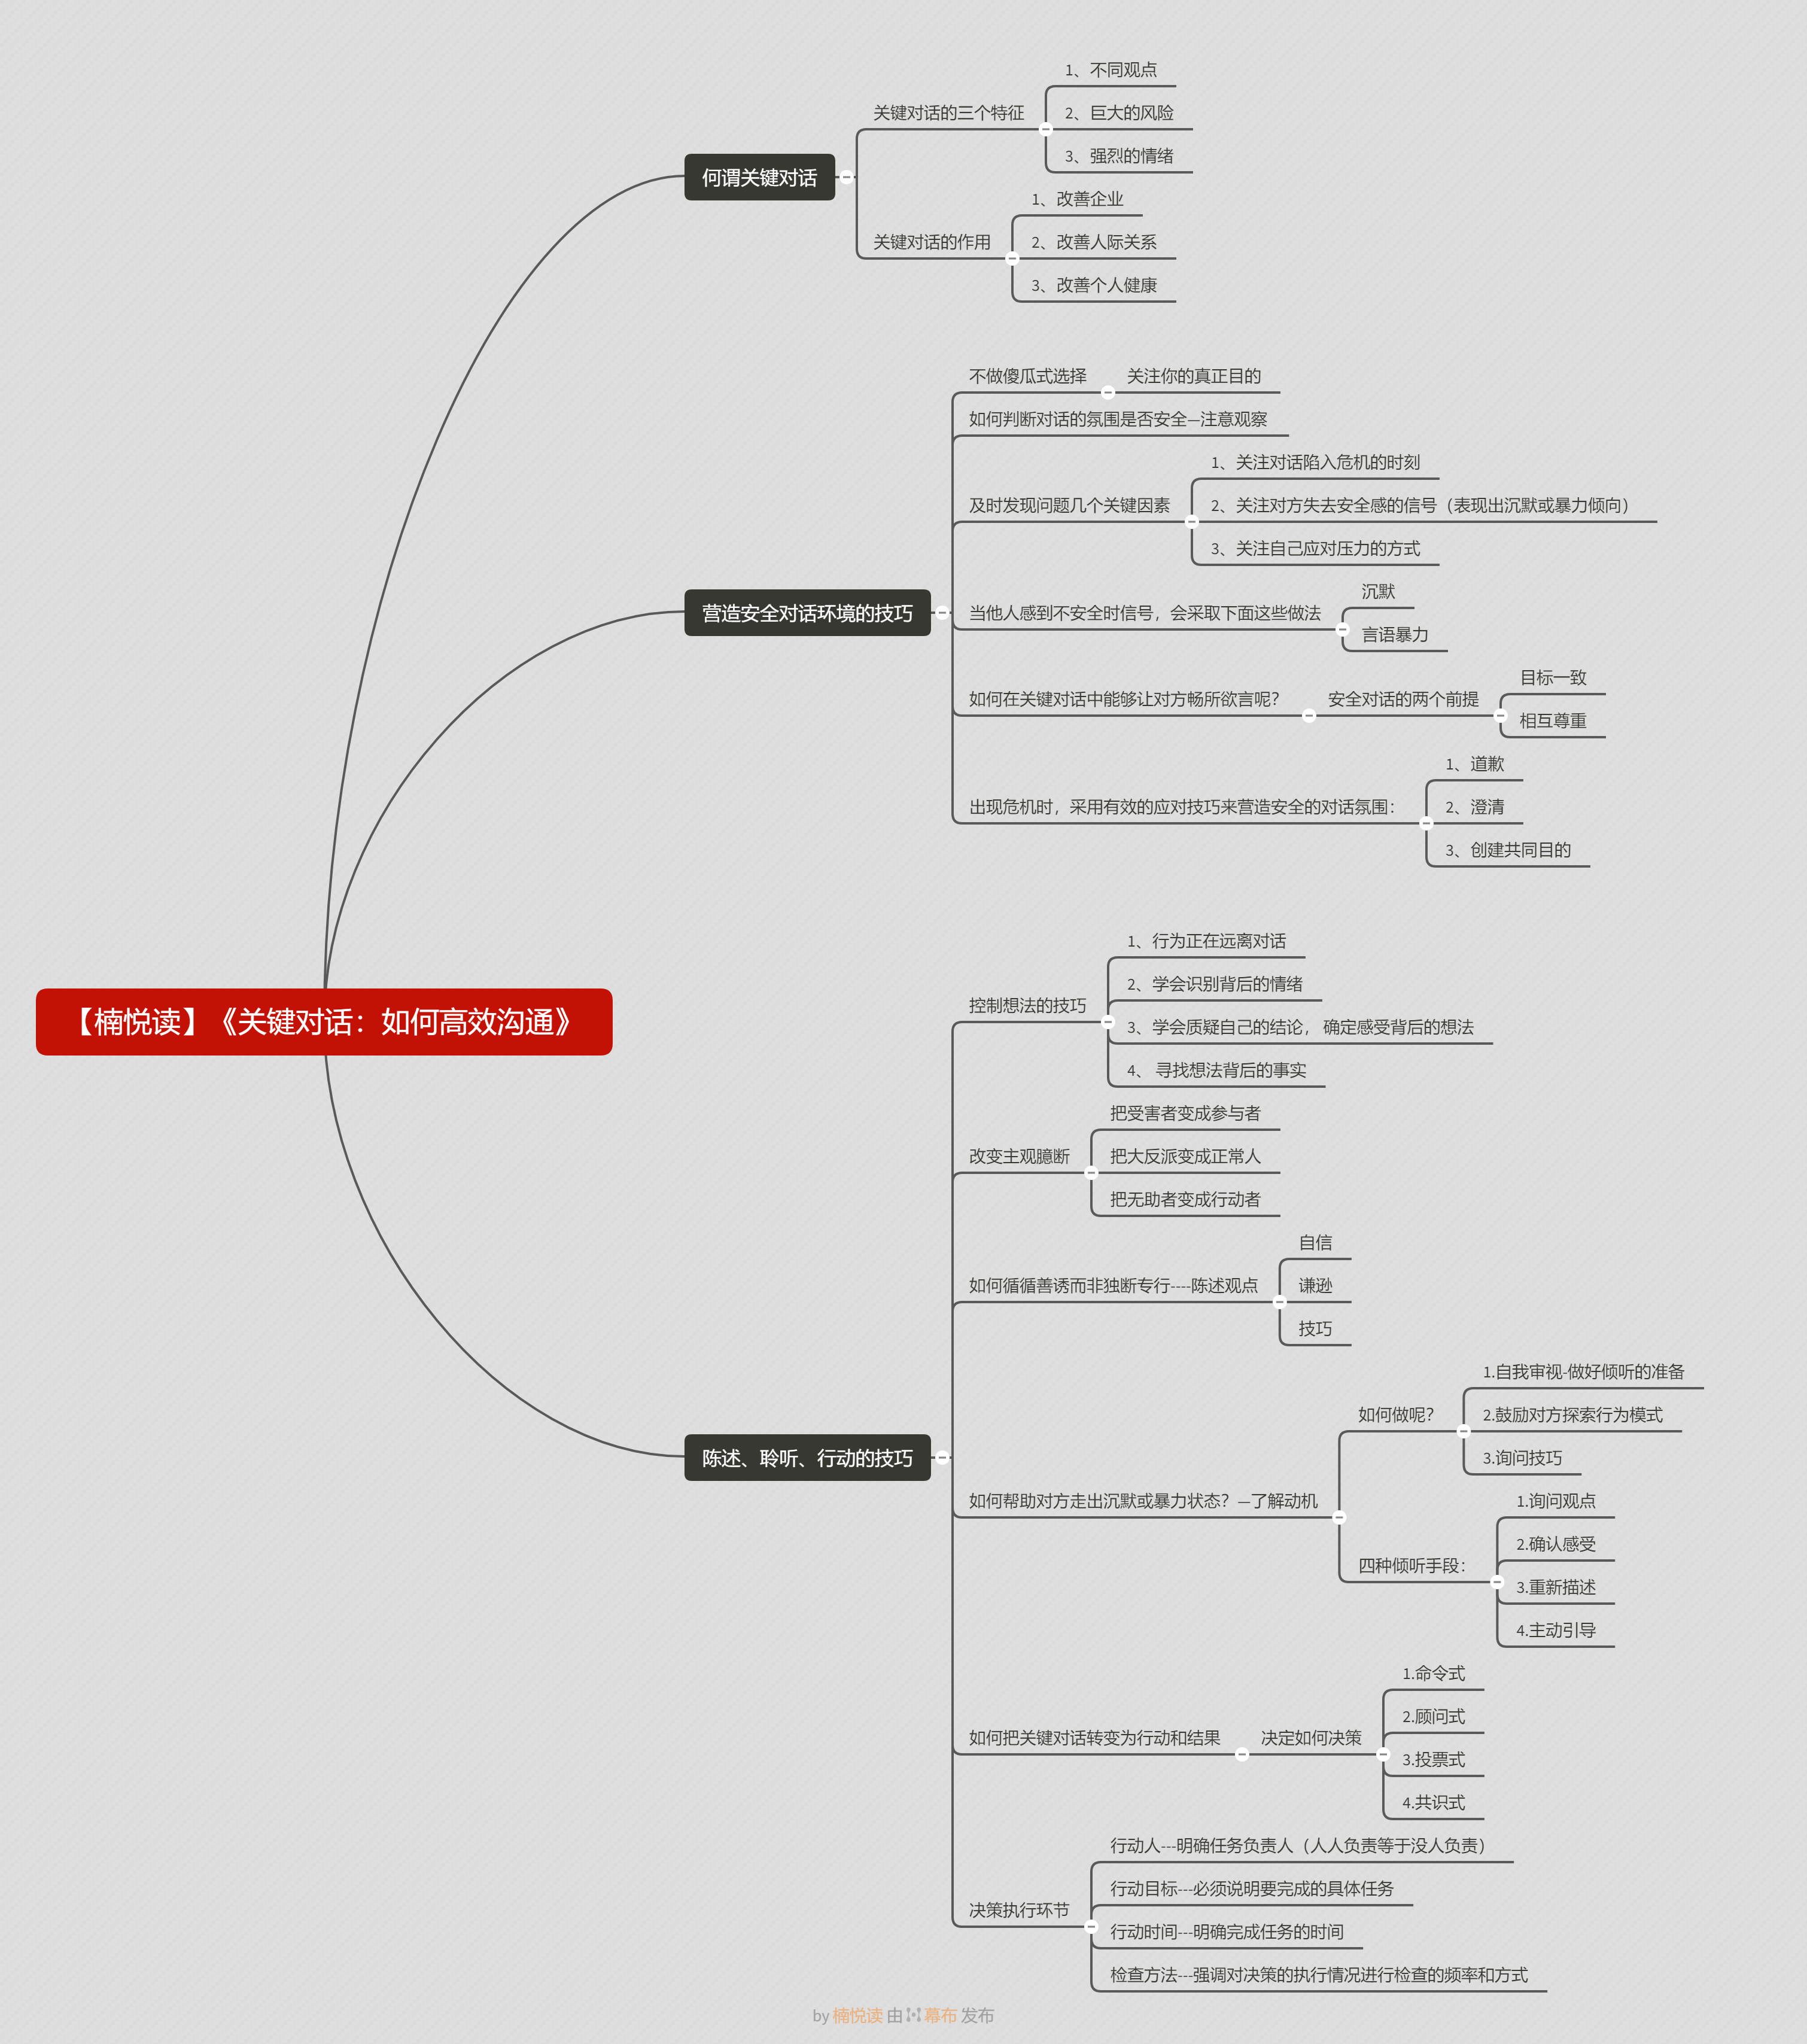 【楠悦读】《关键对话：如何高效沟通》
何谓关键对话
关键对话的三个特征
1、不同观点
2、巨大的风险
3、强烈的情绪
关键对话的作用
1、改善企业
2、改善人际关系
3、改善个人健康
营造安全对话环境的技巧
不做傻瓜式选择
关注你的真正目的
如何判断对话的氛围是否安全—注意观察
及时发现问题几个关键因素
1、关注对话陷入危机的时刻
2、关注对方失去安全感的信号（表现出沉默或暴力倾向）
3、关注自己应对压力的方式
当他人感到不安全时信号，会采取下面这些做法
沉默
言语暴力
如何在关键对话中能够让对方畅所欲言呢？
安全对话的两个前提
目标一致
相互尊重
出现危机时，采用有效的应对技巧来营造安全的对话氛围：
1、道歉
2、澄清
3、创建共同目的
陈述、聆听、行动的技巧
控制想法的技巧
1、行为正在远离对话
2、学会识别背后的情绪
3、学会质疑自己的结论， 确定感受背后的想法
4、 寻找想法背后的事实
改变主观臆断
把受害者变成参与者
把大反派变成正常人
把无助者变成行动者
如何循循善诱而非独断专行----陈述观点
自信
谦逊
技巧
如何帮助对方走出沉默或暴力状态？—了解动机
如何做呢？
1.自我审视-做好倾听的准备
2.鼓励对方探索行为模式
3.询问技巧
四种倾听手段：
1.询问观点
2.确认感受
3.重新描述
4.主动引导
如何把关键对话转变为行动和结果
决定如何决策
1.命令式
2.顾问式
3.投票式
4.共识式
决策执行环节
行动人---明确任务负责人（人人负责等于没人负责）
行动目标---必须说明要完成的具体任务
行动时间---明确完成任务的时间
检查方法---强调对决策的执行情况进行检查的频率和方式
by 楠悦读 由 幕布 发布